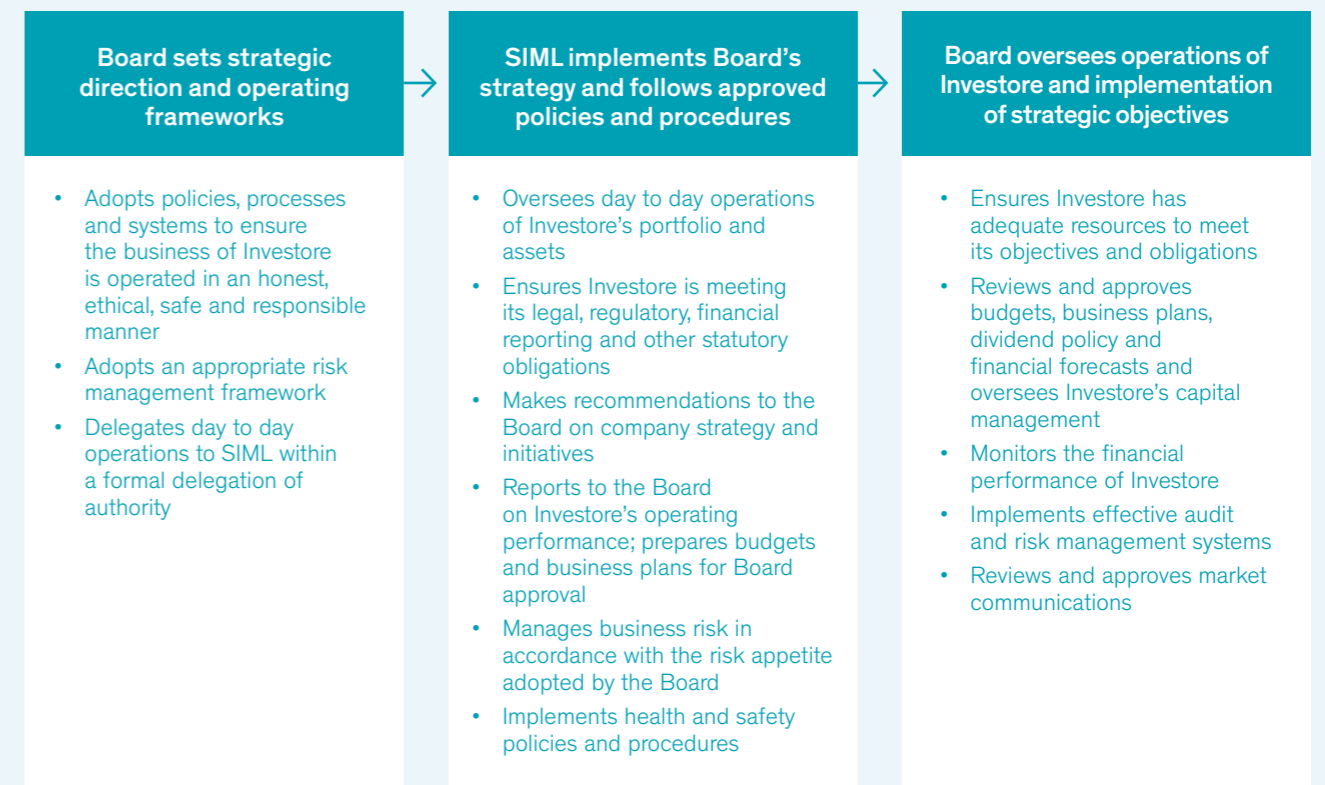 Board sets strategic
direction and operating
frameworks
• Adopts policies, processes
and systems to ensure
the business of Investore
is operated in an honest,
ethical, safe and responsible
manner
• Adopts an appropriate risk
management framework
• Delegates day to day
operations to SIML within
a formal delegation of
authority
SIML implements Board’s
strategy and follows approved
policies and procedures
• Oversees day to day operations
of Investore’s portfolio and
assets
• Ensures Investore is meeting
its legal, regulatory, financial
reporting and other statutory
obligations
• Makes recommendations to the
Board on company strategy and
initiatives
• Reports to the Board
on Investore’s operating
performance; prepares budgets
and business plans for Board
approval
• Manages business risk in
accordance with the risk appetite
adopted by the Board
• Implements health and safety
policies and procedures
Board oversees operations of
Investore and implementation
of strategic objectives
• Ensures Investore has
adequate resources to meet
its objectives and obligations
• Reviews and approves
budgets, business plans,
dividend policy and
financial forecasts and
oversees Investore’s capital
management
• Monitors the financial
performance of Investore
• Implements effective audit
and risk management systems
• Reviews and approves market
communications